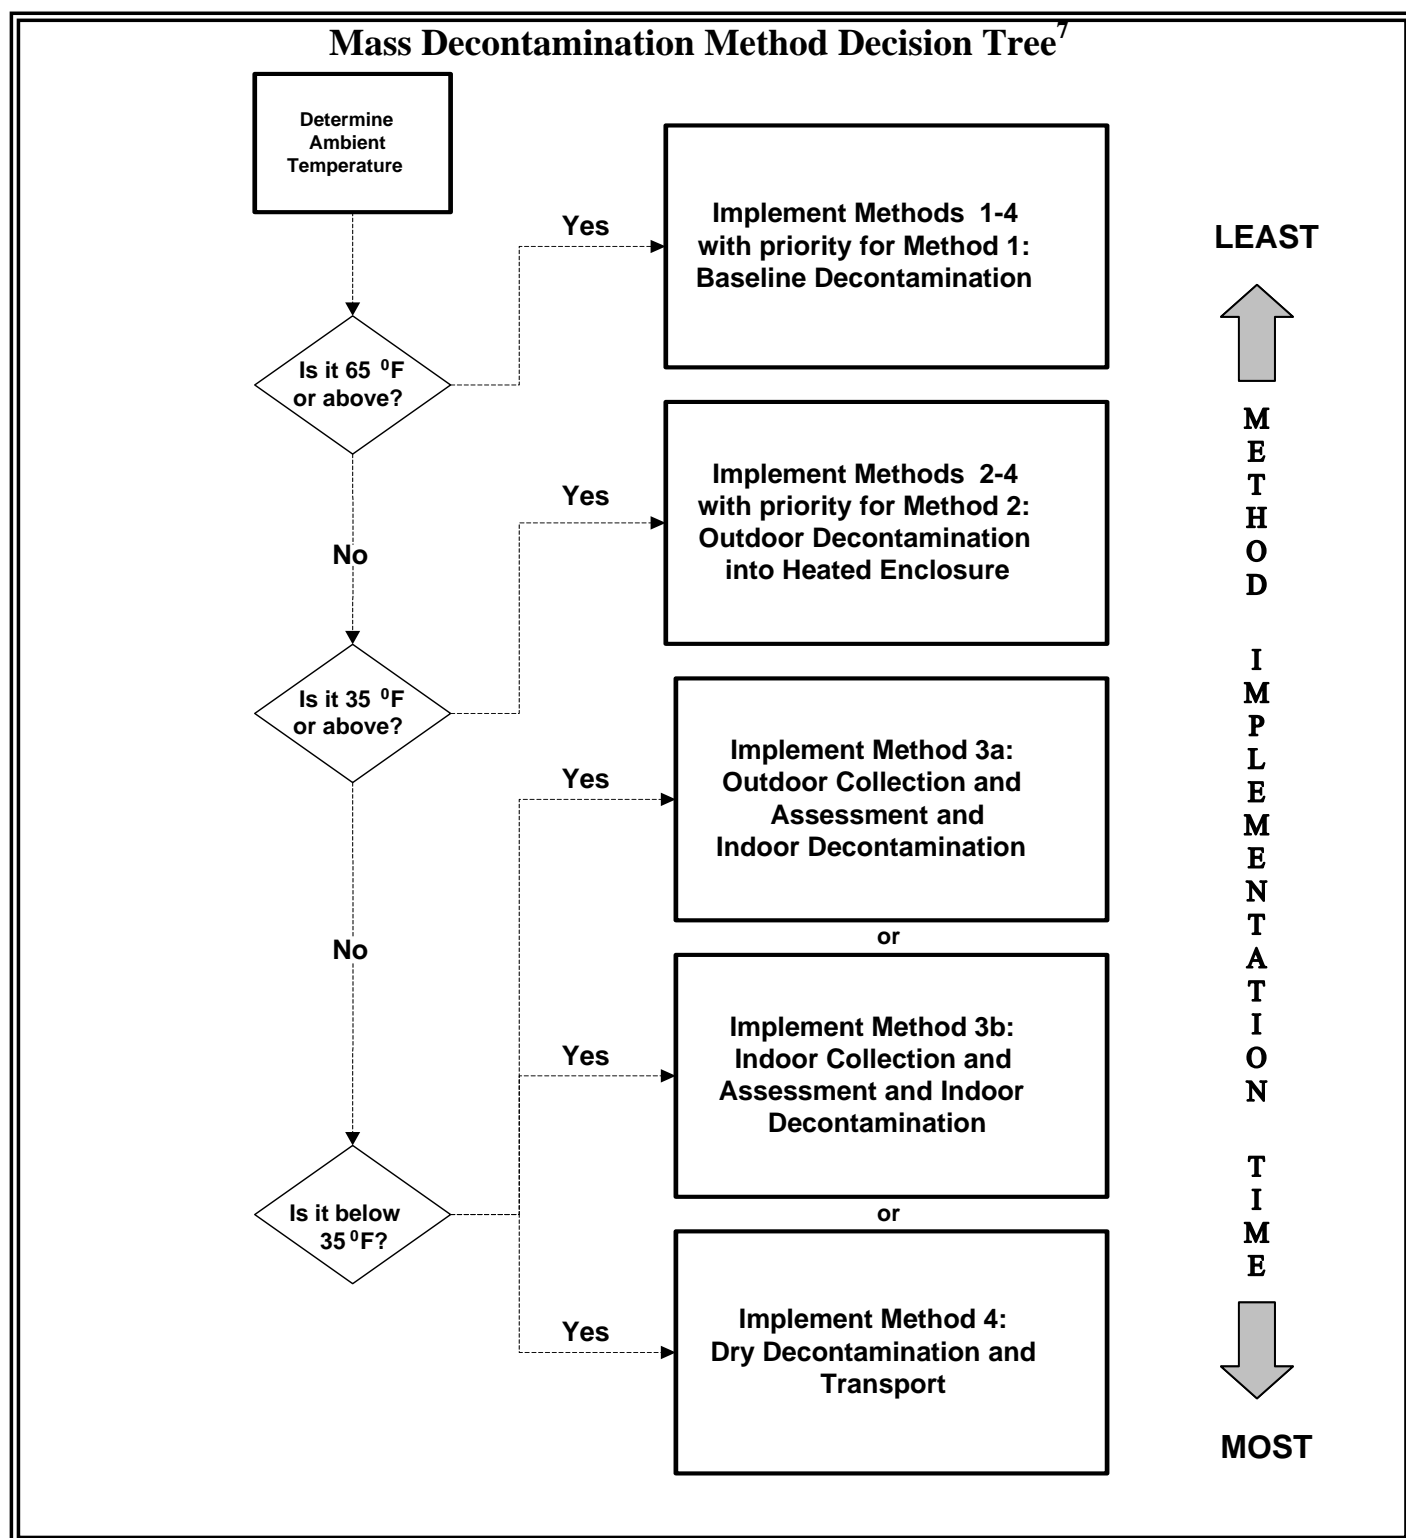 Mass Decontamination Method Decision Tree7
Determine
Ambient
Temperature
Yes
Implement Methods 1-4
with priority for Method 1:
Baseline Decontamination
Is it 65 0F
or above?
No
Yes
Implement Methods 2-4
with priority for Method 2:
Outdoor Decontamination
into Heated Enclosure
Is it 35 0F
or above?
No
Yes
Implement Method 3a:
Outdoor Collection and
Assessment and
Indoor Decontamination
or
Yes
Implement Method 3b:
Indoor Collection and
Assessment and Indoor
Decontamination
or
Is it below
35 0F?
Yes
Implement Method 4:
Dry Decontamination and
Transport
LEAST
METHOD IMPLEMENTATION TIME
MOST